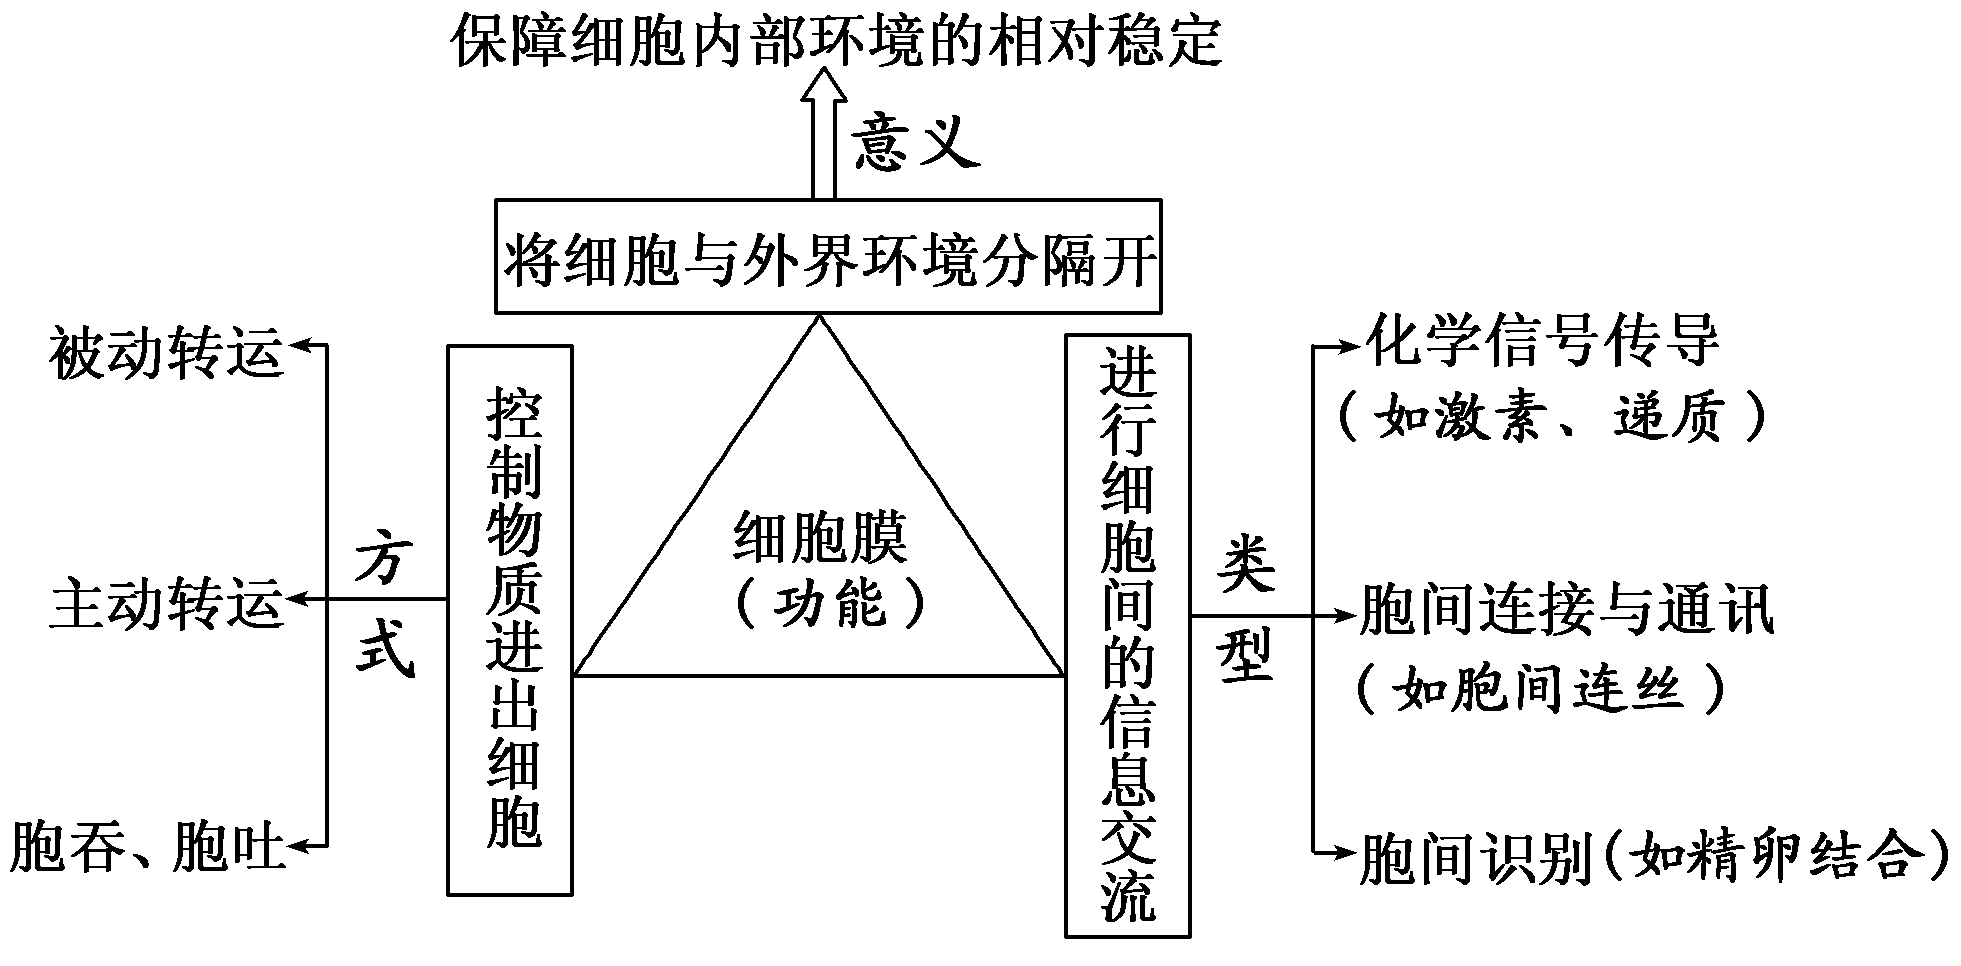 保障细胞内部环境的相对稳定
意义
将细胞与外界环境分隔开
被动转运
主动转运
胞吞、胞吐
方式
控制物质进出细胞
细胞膜
(功能)
进行细胞间的信息交流
类型
化学信号传导
(如激素、递质)
胞间连接与通讯
(如胞间连丝)
胞间识别(如精卵结合)